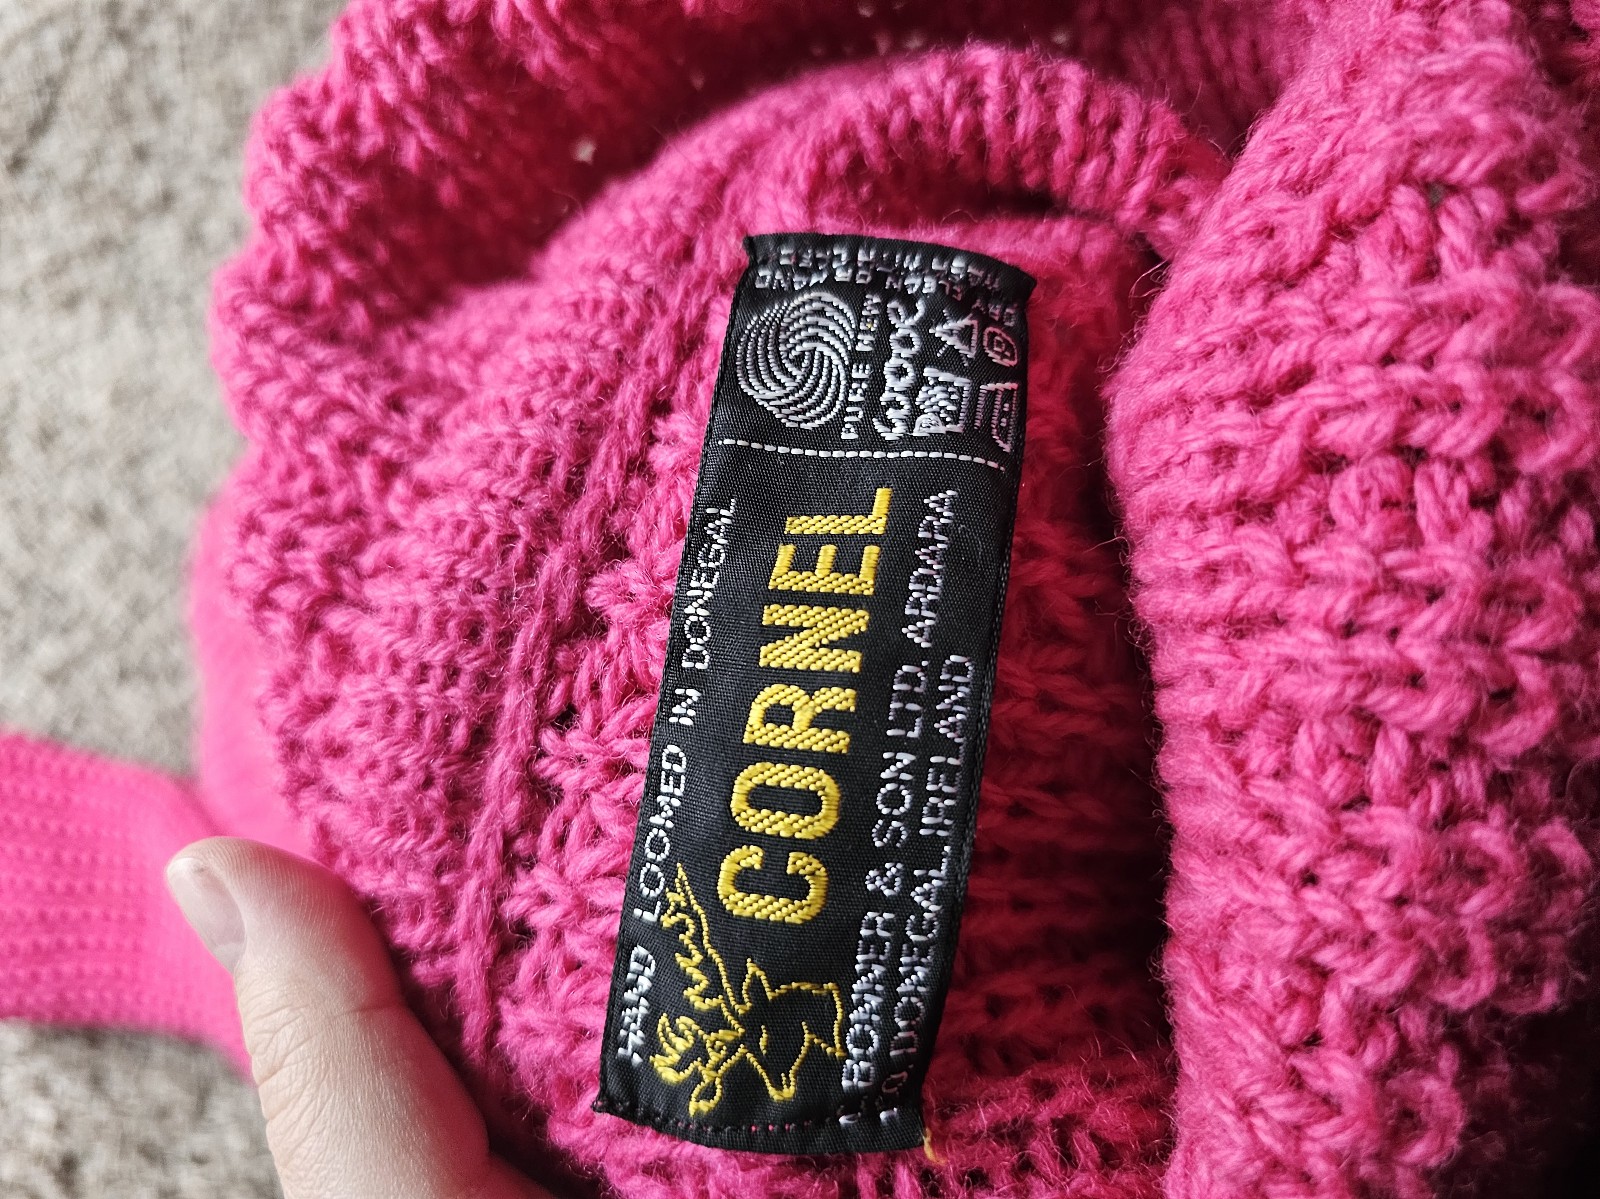 HAND LOOMED IN DONEGAL
CORNEL
BONNER & SON LTD. ARDARA
CO. DONEGAL, IRELAND
PURE NEW
WOOL
P